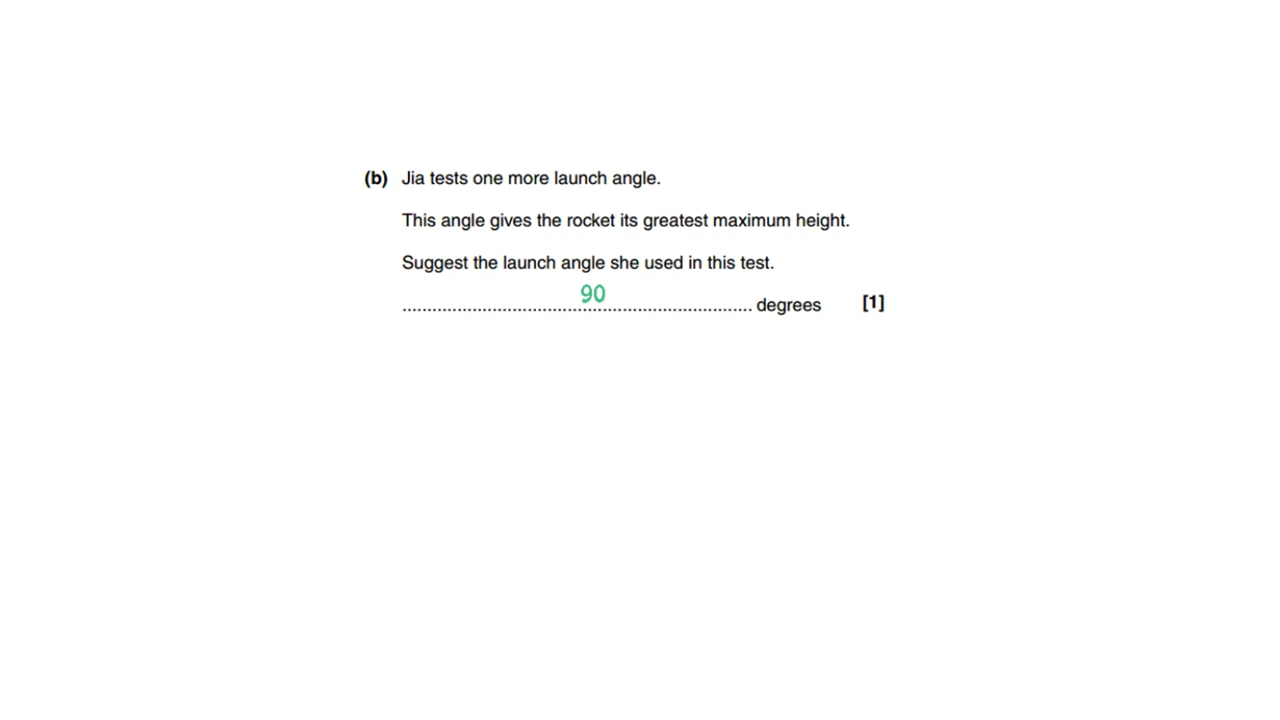 (b) Jia tests one more launch angle.
This angle gives the rocket its greatest maximum height.
Suggest the launch angle she used in this test.
90
.................................................................... degrees [1]